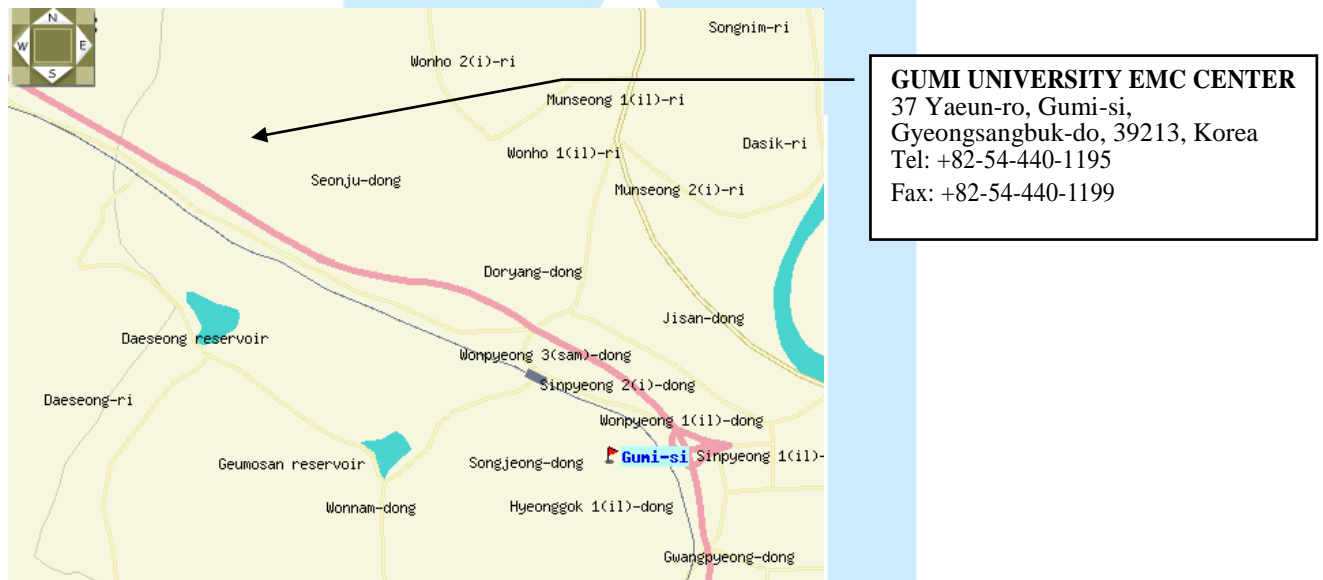 N
W
E
S
Songnim-ri
Wonho 2(i)-ri
Munseong 1(il)-ri
Dasik-ri
Wonho 1(il)-ri
Seonju-dong
Munseong 2(i)-ri
Doryang-dong
Jisan-dong
Daeseong reservoir
Wonpyeong 3(sam)-dong
Sinpyeong 2(i)-dong
Daeseong-ri
Wonpyeong 1(il)-dong
Gumi-si
Sinpyeong 1(il)-
Geumosan reservoir
Songjeong-dong
Wonnam-dong
Hyeonggok 1(il)-dong
Gwangpyeong-dong
GUMI UNIVERSITY EMC CENTER
37 Yaeun-ro, Gumi-si,
Gyeongsangbuk-do, 39213, Korea
Tel: +82-54-440-1195
Fax: +82-54-440-1199